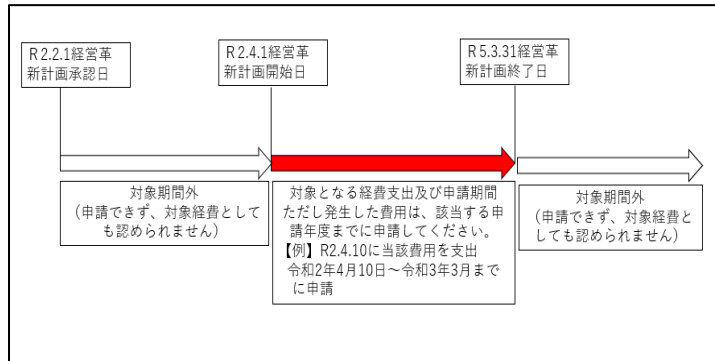 R2.2.1経営革
新計画承認日
R2.4.1経営革
新計画開始日
R5.3.31経営革
新計画終了日
対象期間外
(申請できず、対象経費としても認められません)
対象となる経費支出及び申請期間
ただし発生した費用は、該当する申
請年度までに申請してください。
【例】R2.4.10に当該費用を支出
令和2年4月10日~令和3年3月まで
に申請
対象期間外
(申請できず、対象経費と
しても認められません)